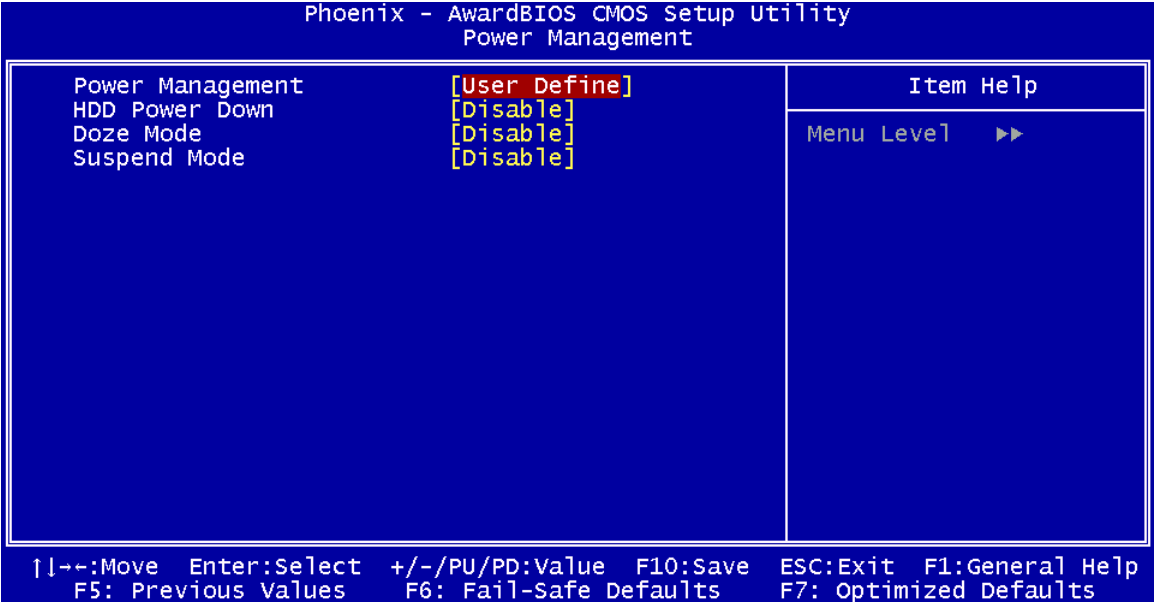 Phoenix - AwardBIOS CMOS Setup Utility
Power Management
Power Management [User Define]
HDD Power Down [Disable]
Doze Mode [Disable]
Suspend Mode [Disable]
Item Help
Menu Level ►►
↑↓→←:Move Enter:Select +/-/PU/PD:Value F10:Save ESC:Exit F1:General Help
F5: Previous Values F6: Fail-Safe Defaults F7: Optimized Defaults